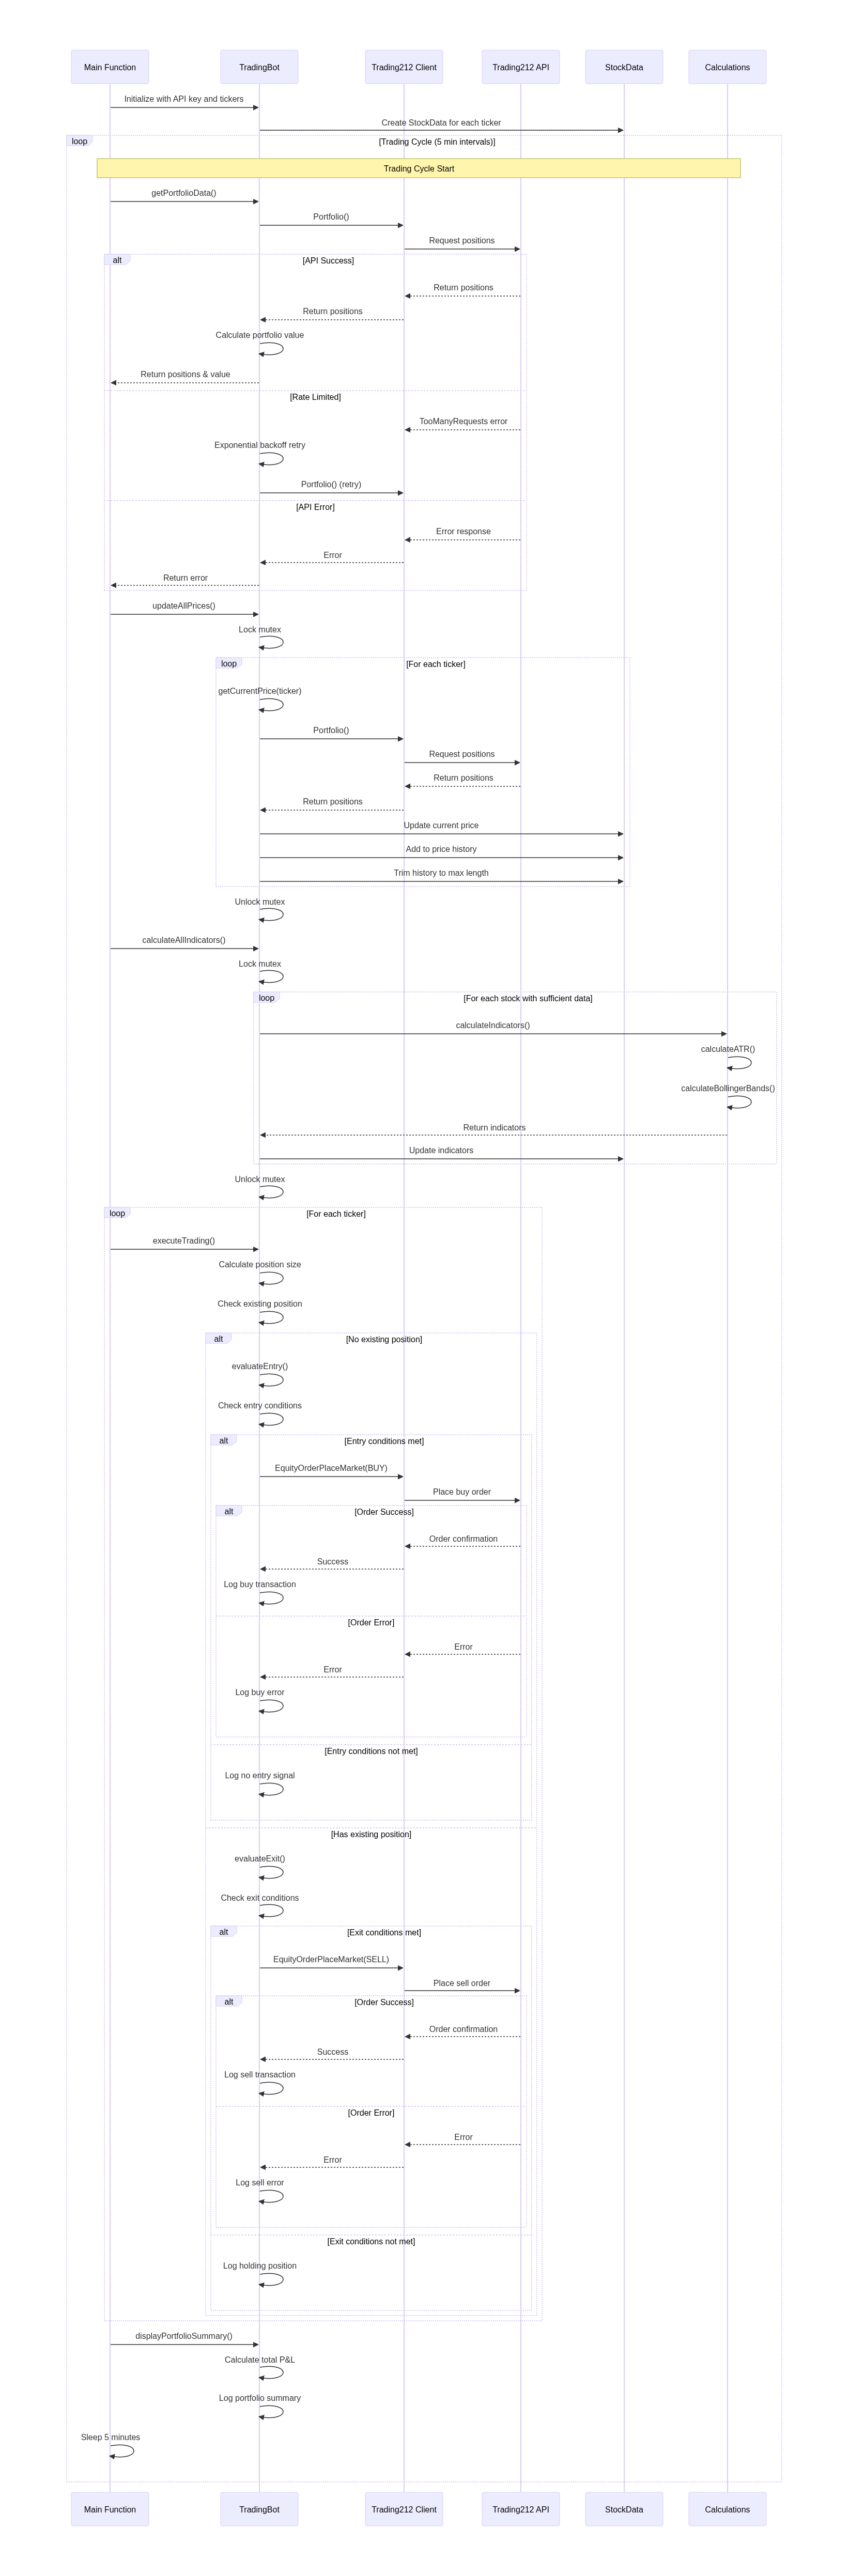 Main Function
TradingBot
Trading212 Client
Trading212 API
StockData
Calculations
Initialize with API key and tickers
Create StockData for each ticker
loop
[Trading Cycle (5 min intervals)]
Trading Cycle Start
getPortfolioData()
Portfolio()
Request positions
alt
[API Success]
Return positions
Return positions
Calculate portfolio value
Return positions & value
[Rate Limited]
TooManyRequests error
Exponential backoff retry
Portfolio() (retry)
[API Error]
Error response
Error
Return error
updateAllPrices()
Lock mutex
loop
[For each ticker]
getCurrentPrice(ticker)
Portfolio()
Request positions
Return positions
Return positions
Update current price
Add to price history
Trim history to max length
Unlock mutex
calculateAllIndicators()
Lock mutex
loop
[For each stock with sufficient data]
calculateIndicators()
calculateATR()
calculateBollingerBands()
Return indicators
Update indicators
Unlock mutex
loop
[For each ticker]
executeTrading()
Calculate position size
Check existing position
alt
[No existing position]
evaluateEntry()
Check entry conditions
alt
[Entry conditions met]
EquityOrderPlaceMarket(BUY)
Place buy order
alt
[Order Success]
Order confirmation
Success
Log buy transaction
[Order Error]
Error
Error
Log buy error
[Entry conditions not met]
Log no entry signal
[Has existing position]
evaluateExit()
Check exit conditions
alt
[Exit conditions met]
EquityOrderPlaceMarket(SELL)
Place sell order
alt
[Order Success]
Order confirmation
Success
Log sell transaction
[Order Error]
Error
Error
Log sell error
[Exit conditions not met]
Log holding position
displayPortfolioSummary()
Calculate total P&L
Log portfolio summary
Sleep 5 minutes
Main Function
TradingBot
Trading212 Client
Trading212 API
StockData
Calculations